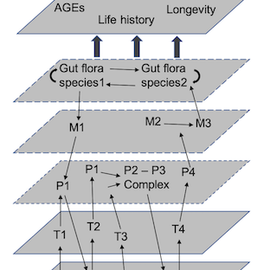 AGEs Life history Longevity
Gut flora species1 Gut flora species2
M1 M2 M3
P1 P1 P2 – P3 Complex P4
T1 T2 T3 T4